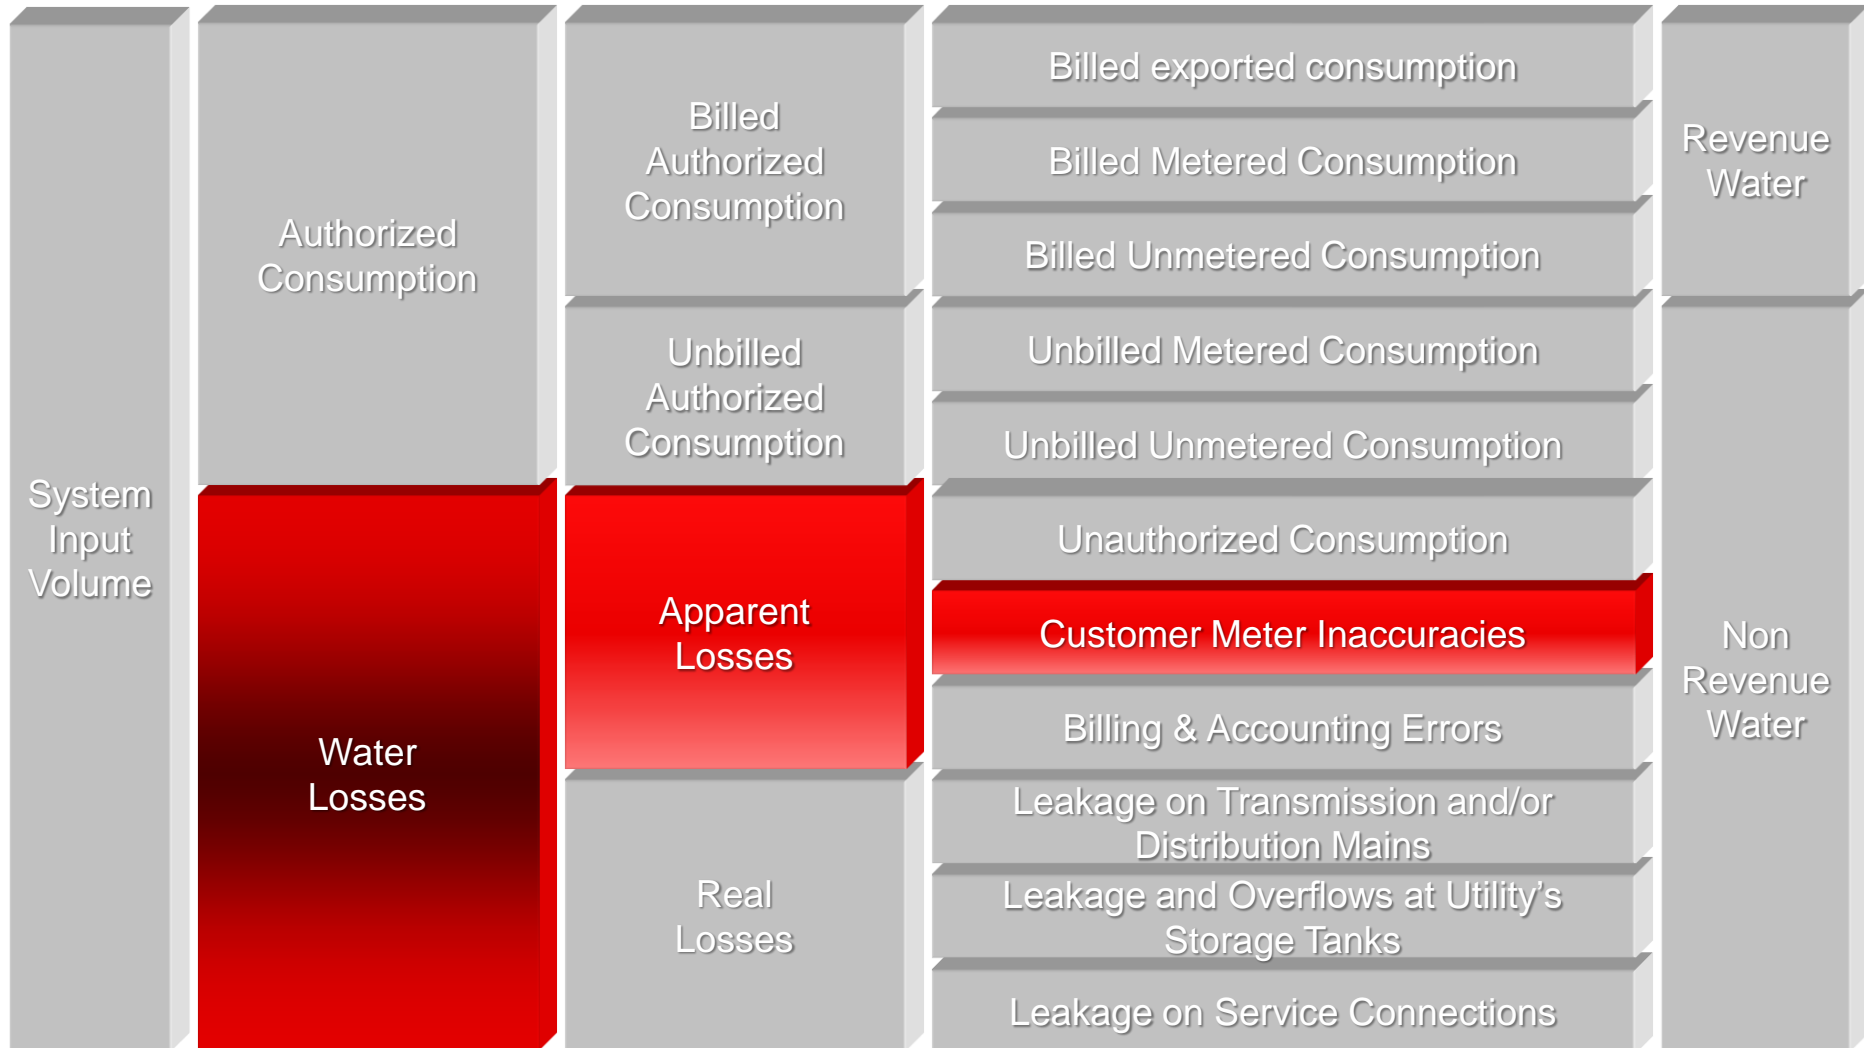 System
Input
Volume
Authorized
Consumption
Water
Losses
Billed
Authorized
Consumption
Unbilled
Authorized
Consumption
Apparent
Losses
Real
Losses
Billed exported consumption
Billed Metered Consumption
Billed Unmetered Consumption
Unbilled Metered Consumption
Unbilled Unmetered Consumption
Unauthorized Consumption
Customer Meter Inaccuracies
Billing & Accounting Errors
Leakage on Transmission and/or
Distribution Mains
Leakage and Overflows at Utility’s
Storage Tanks
Leakage on Service Connections
Revenue
Water
Non
Revenue
Water